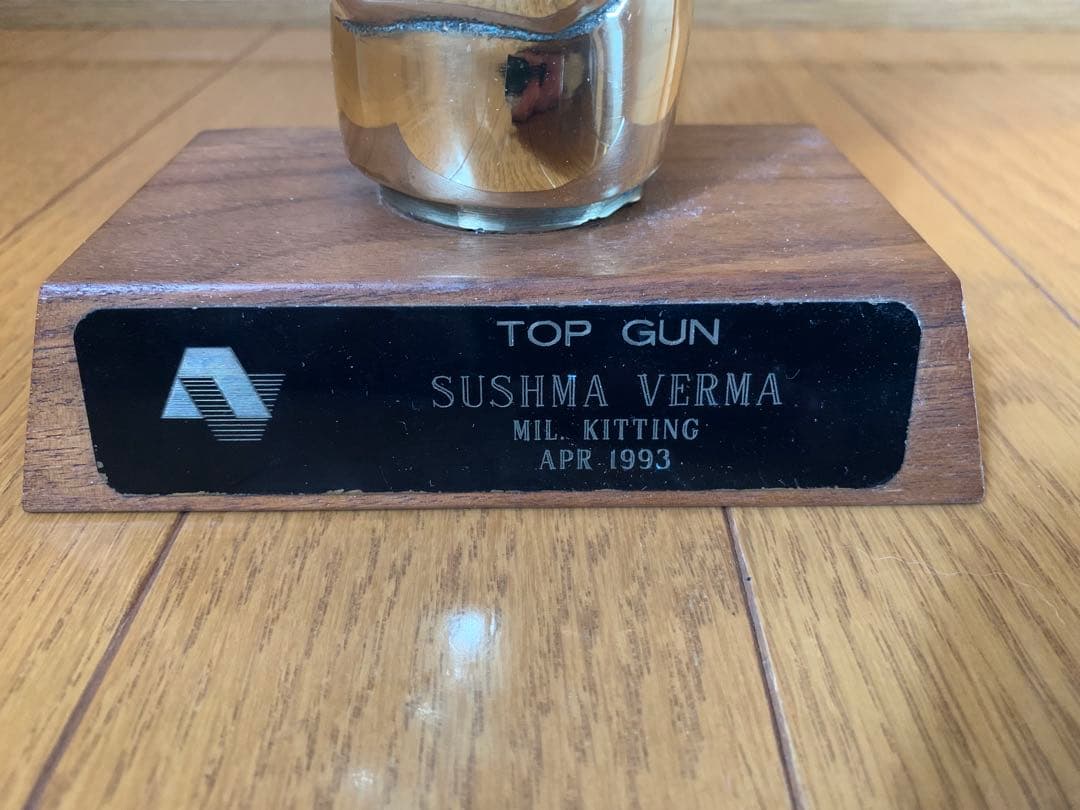 TOP GUN
SUSHMA VERMA
MIL. KITTING
APR 1993